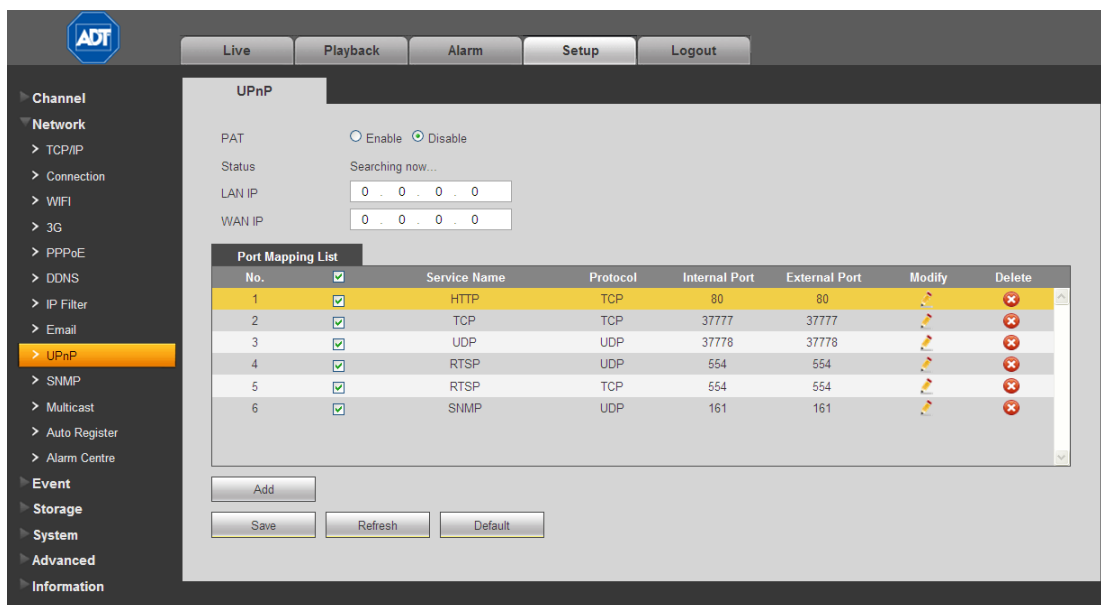 ADT
Live Playback Alarm Setup Logout
Channel
Network
> TCP/IP
> Connection
> WIFI
> 3G
> PPPoE
> DDNS
> IP Filter
> Email
> UPnP
> SNMP
> Multicast
> Auto Register
> Alarm Centre
Event
Storage
System
Advanced
Information
UPnP
PAT Enable Disable
Status Searching now...
LAN IP 0 . 0 . 0 . 0
WAN IP 0 . 0 . 0 . 0
Port Mapping List
No. Service Name Protocol Internal Port External Port Modify Delete
1 HTTP TCP 80 80
2 TCP TCP 37777 37777
3 UDP UDP 37778 37778
4 RTSP UDP 554 554
5 RTSP TCP 554 554
6 SNMP UDP 161 161
Add
Save Refresh Default